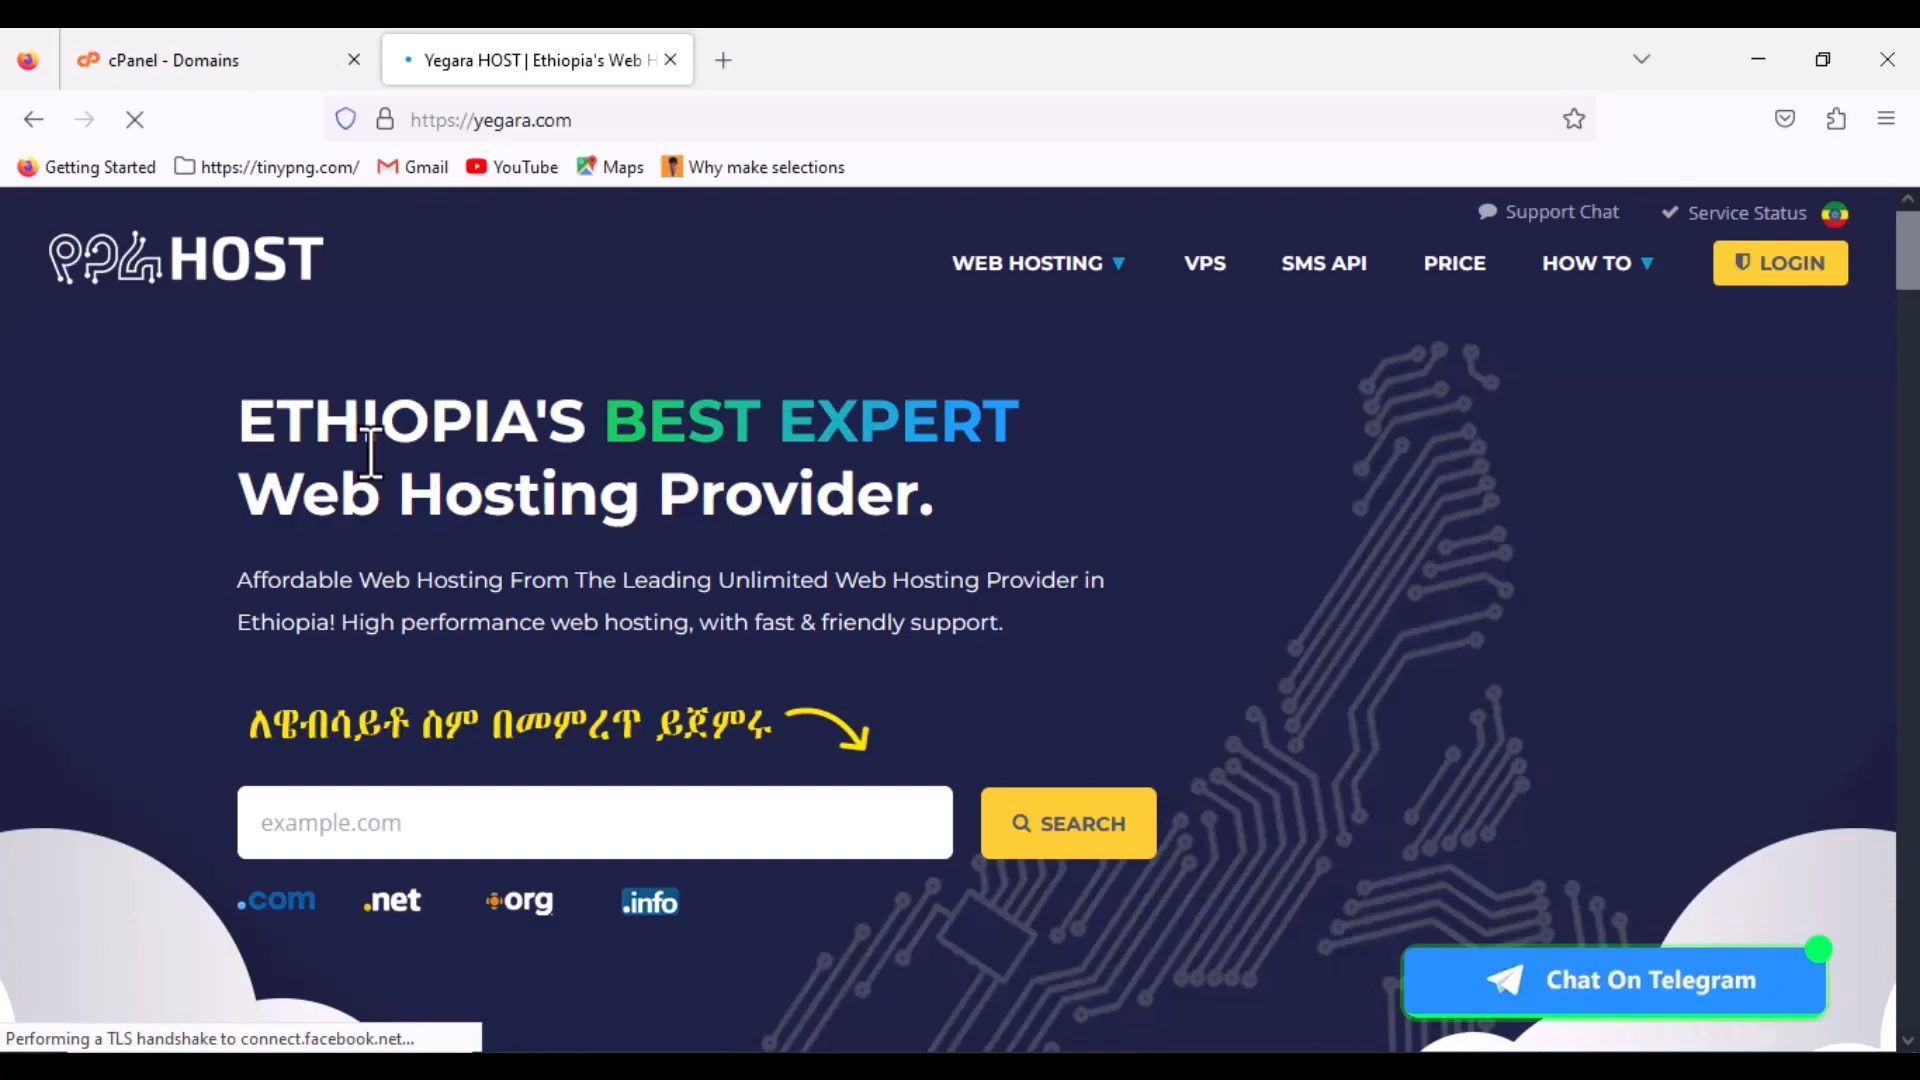 cPanel - Domains
Yegara HOST | Ethiopia's Web H
https://yegara.com
Getting Started
https://tinypng.com/
Gmail
YouTube
Maps
Why make selections
Support Chat
Service Status
የጋራ HOST
WEB HOSTING
VPS
SMS API
PRICE
HOW TO
LOGIN
ETHIOPIA'S BEST EXPERT
Web Hosting Provider.
Affordable Web Hosting From The Leading Unlimited Web Hosting Provider in
Ethiopia! High performance web hosting, with fast & friendly support.
ለዌብሳይቶ ስም በመምረጥ ይጀምሩ
example.com
SEARCH
.com
.net
.org
.info
Chat On Telegram
Performing a TLS handshake to connect.facebook.net...